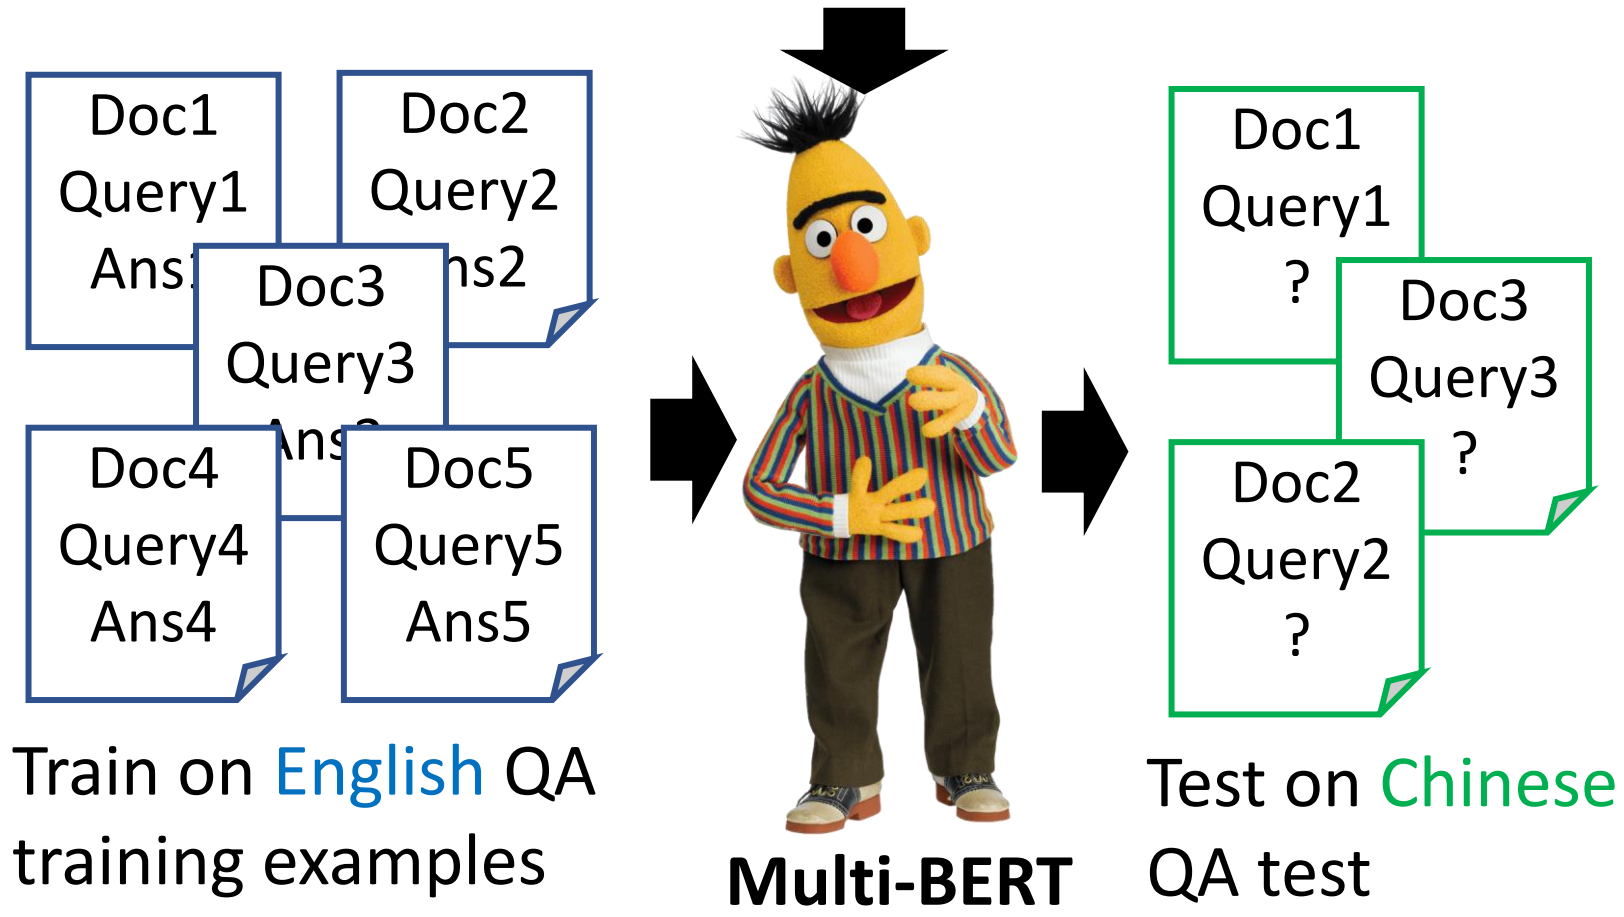 Doc1
Query1
Doc2
Query2
Doc3
Query3
Doc4
Query4
Ans4
Doc5
Query5
Ans5
Train on English QA
training examples
Multi-BERT
Doc1
Query1
?
Doc3
Query3
?
Doc2
Query2
?
Test on Chinese
QA test